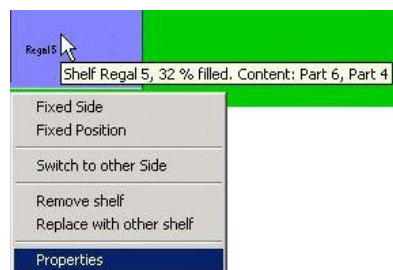 Regal 5
Shelf Regal 5, 32 % filled. Content: Part 6, Part 4
Fixed Side
Fixed Position
Switch to other Side
Remove shelf
Replace with other shelf
Properties